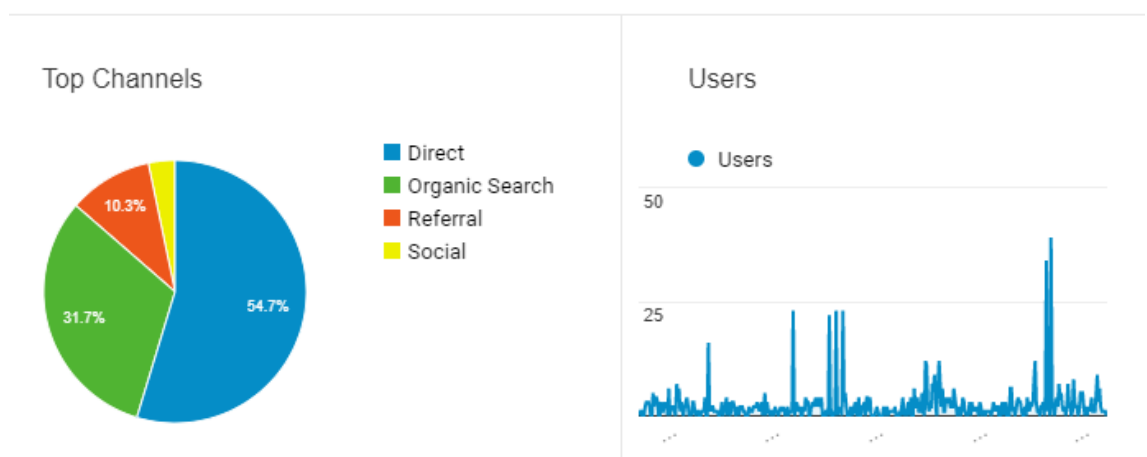 Top Channels
Direct
Organic Search
Referral
Social
10.3%
31.7%
54.7%
Users
Users
50
25
...
...
...
...
...